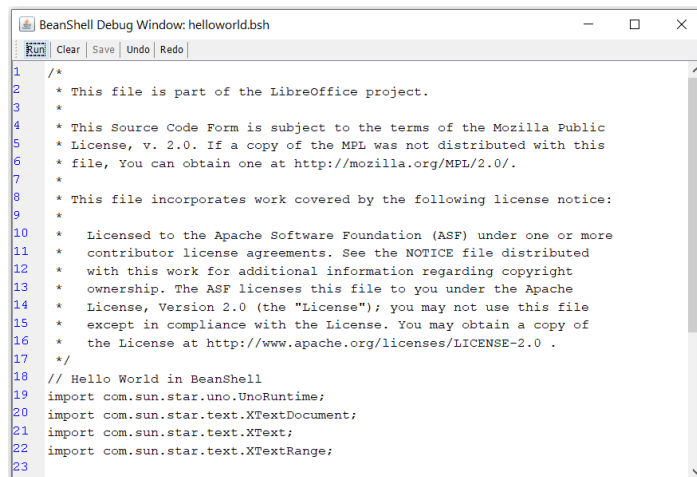 BeanShell Debug Window: helloworld.bsh
Run Clear Save Undo Redo
1 /*
2  * This file is part of the LibreOffice project.
3  *
4  * This Source Code Form is subject to the terms of the Mozilla Public
5  * License, v. 2.0. If a copy of the MPL was not distributed with this
6  * file, You can obtain one at http://mozilla.org/MPL/2.0/.
7  *
8  * This file incorporates work covered by the following license notice:
9  *
10  *   Licensed to the Apache Software Foundation (ASF) under one or more
11  *   contributor license agreements. See the NOTICE file distributed
12  *   with this work for additional information regarding copyright
13  *   ownership. The ASF licenses this file to you under the Apache
14  *   License, Version 2.0 (the "License"); you may not use this file
15  *   except in compliance with the License. You may obtain a copy of
16  *   the License at http://www.apache.org/licenses/LICENSE-2.0 .
17  */
18 // Hello World in BeanShell
19 import com.sun.star.uno.UnoRuntime;
20 import com.sun.star.text.XTextDocument;
21 import com.sun.star.text.XText;
22 import com.sun.star.text.XTextRange;
23